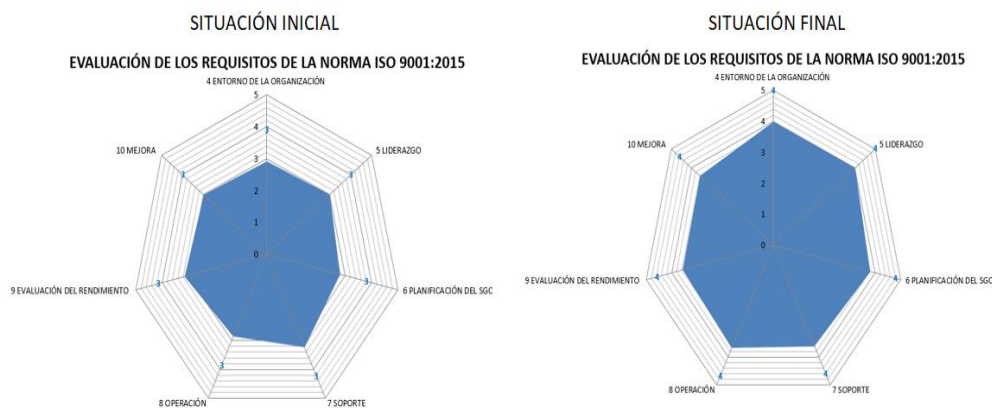 SITUACIÓN INICIAL
EVALUACIÓN DE LOS REQUISITOS DE LA NORMA ISO 9001:2015
4 ENTORNO DE LA ORGANIZACIÓN
5
4
3
3
2
1
0
5 LIDERAZGO
3
6 PLANIFICACIÓN DEL SGC
3
7 SOPORTE
3
8 OPERACIÓN
3
9 EVALUACIÓN DEL RENDIMIENTO
3
10 MEJORA
3
SITUACIÓN FINAL
EVALUACIÓN DE LOS REQUISITOS DE LA NORMA ISO 9001:2015
4 ENTORNO DE LA ORGANIZACIÓN
5
4
4
3
2
1
0
5 LIDERAZGO
4
6 PLANIFICACIÓN DEL SGC
4
7 SOPORTE
4
8 OPERACIÓN
4
9 EVALUACIÓN DEL RENDIMIENTO
4
10 MEJORA
4